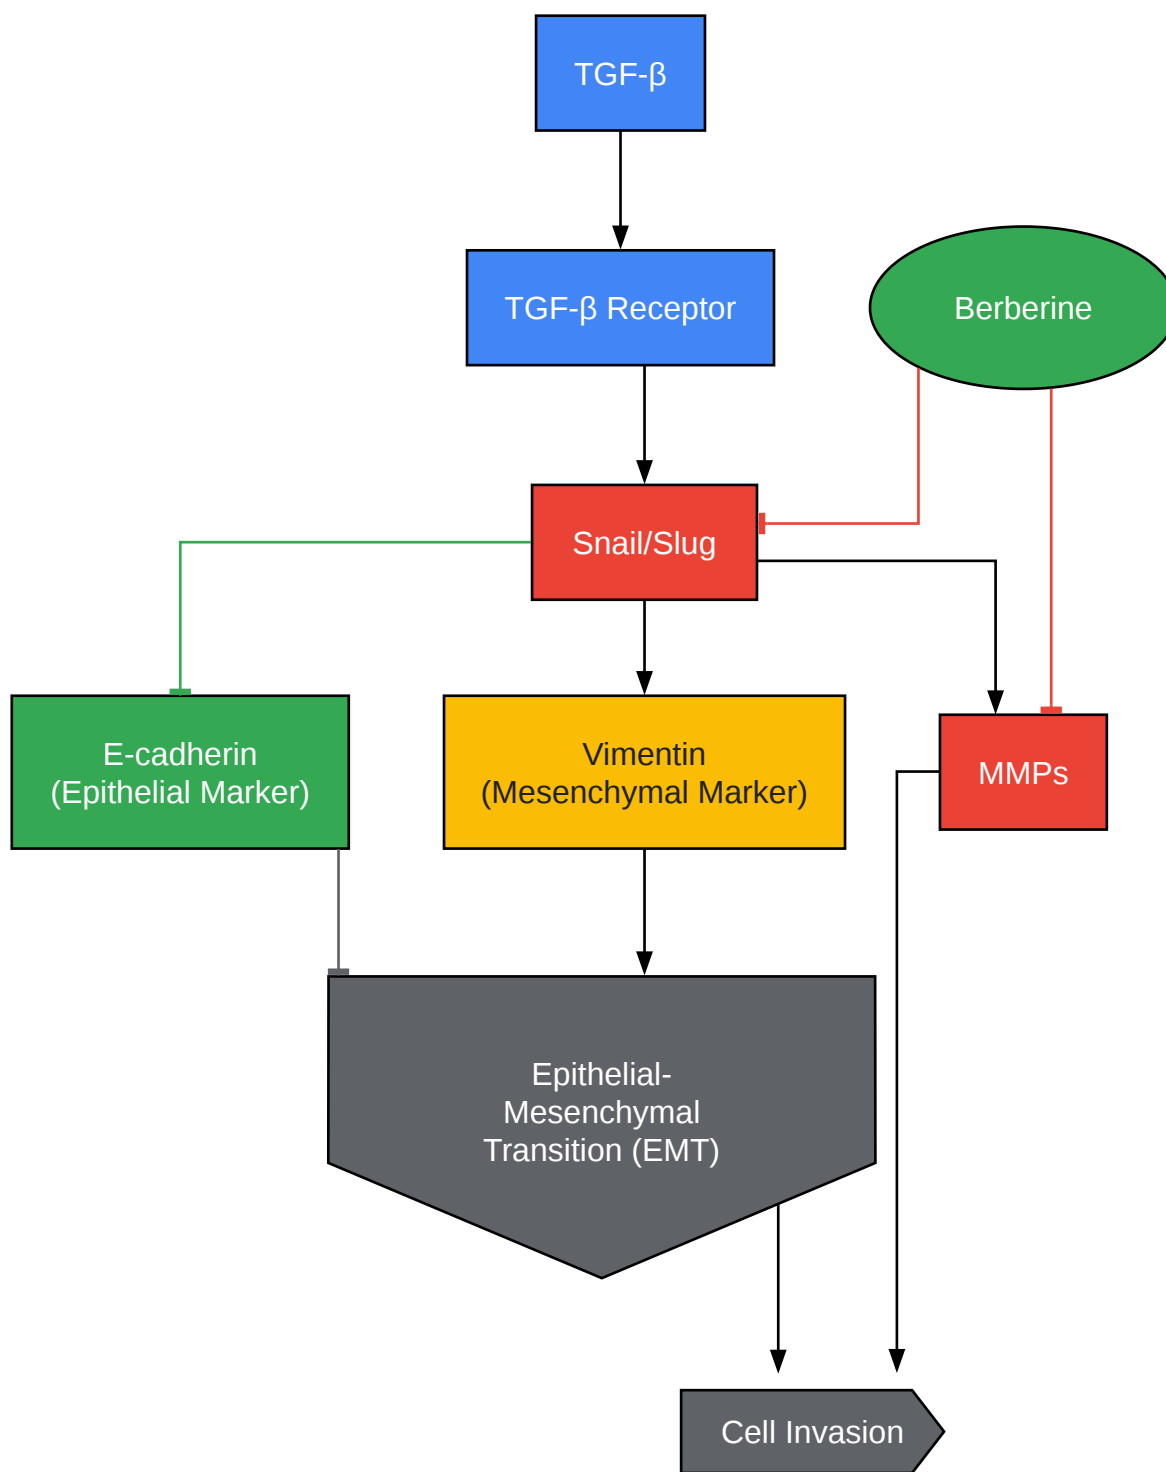 TGF-β
TGF-β Receptor
Berberine
Snail/Slug
E-cadherin
(Epithelial Marker)
Vimentin
(Mesenchymal Marker)
MMPs
Epithelial-
Mesenchymal
Transition (EMT)
Cell Invasion